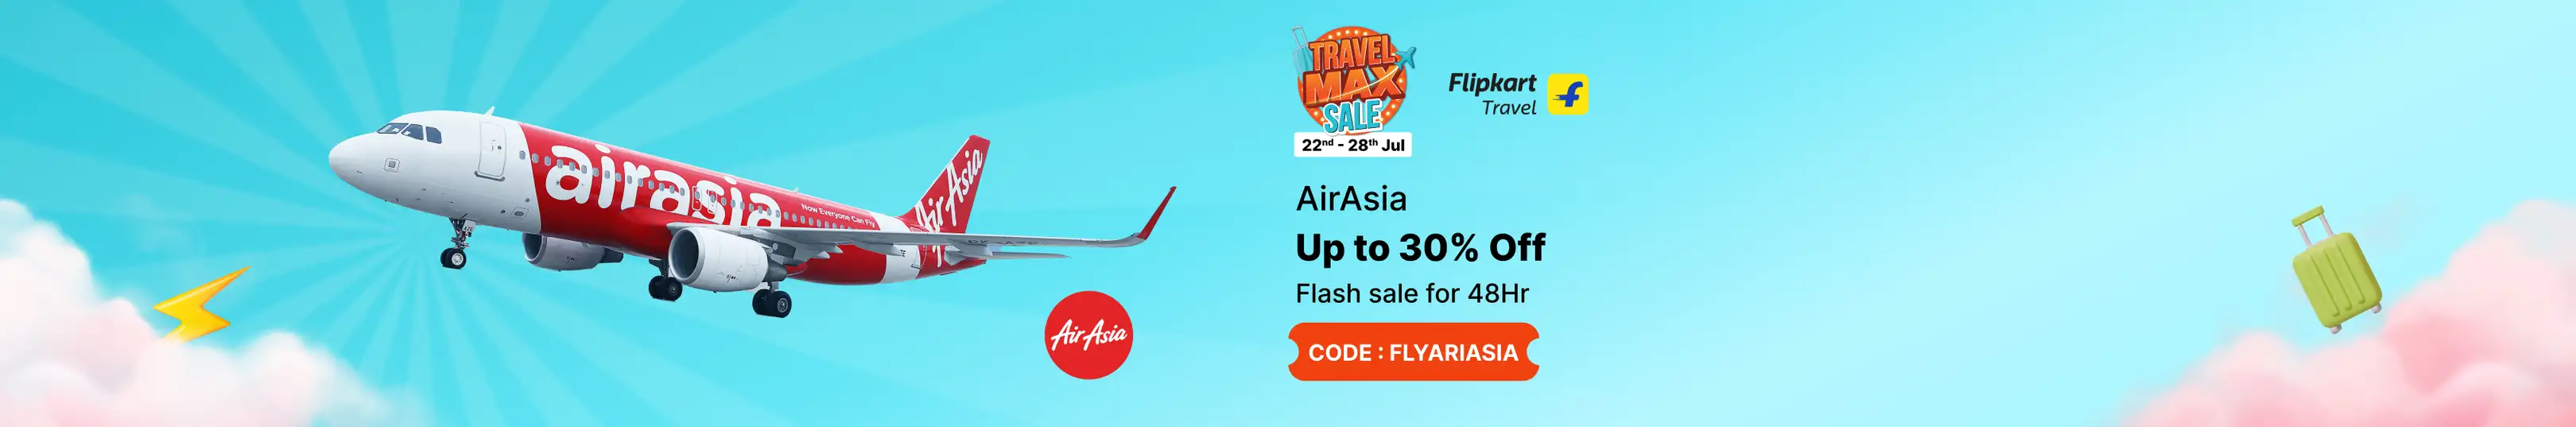 airasia
Now Everyone Can Fly
AirAsia
AirAsia
TRAVEL
MAX
SALE
22nd - 28th Jul
Flipkart
Travel
AirAsia
Up to 30% Off
Flash sale for 48Hr
CODE : FLYARIASIA